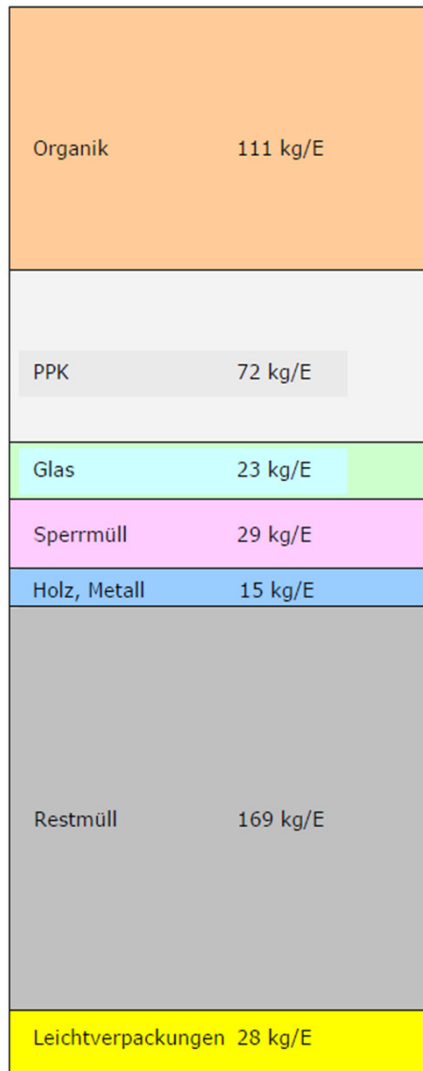 Organik 111 kg/E
PPK 72 kg/E
Glas 23 kg/E
Sperrmüll 29 kg/E
Holz, Metall 15 kg/E
Restmüll 169 kg/E
Leichtverpackungen 28 kg/E